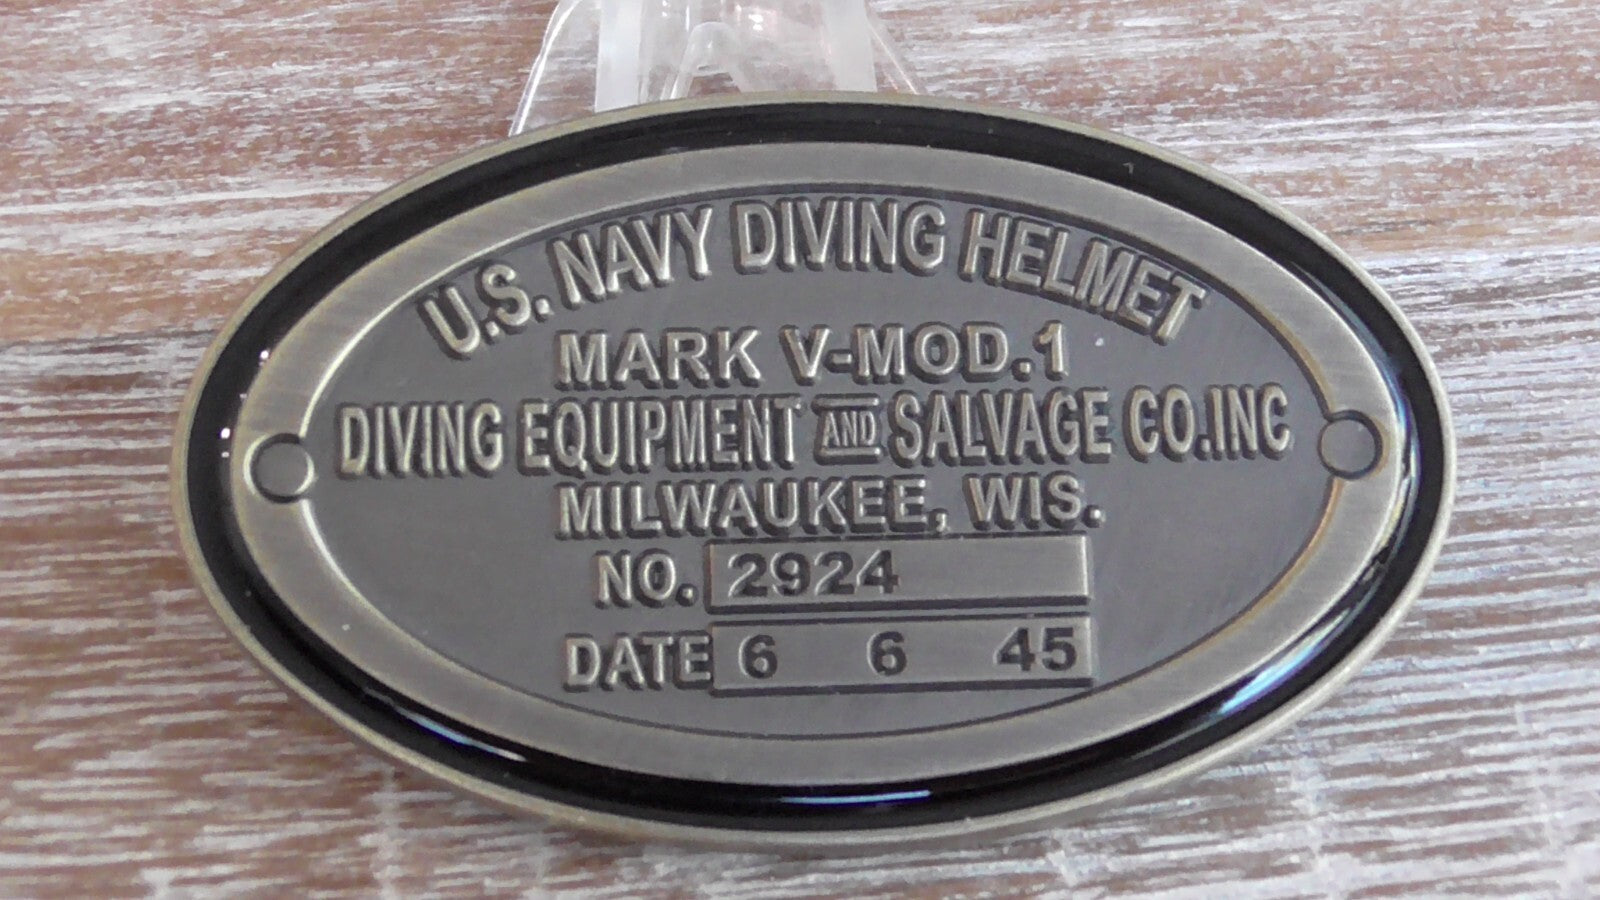 U.S. NAVY DIVING HELMET
MARK V-MOD.1
DIVING EQUIPMENT AND SALVAGE CO.INC
MILWAUKEE, WIS.
NO. 2924
DATE 6 6 45